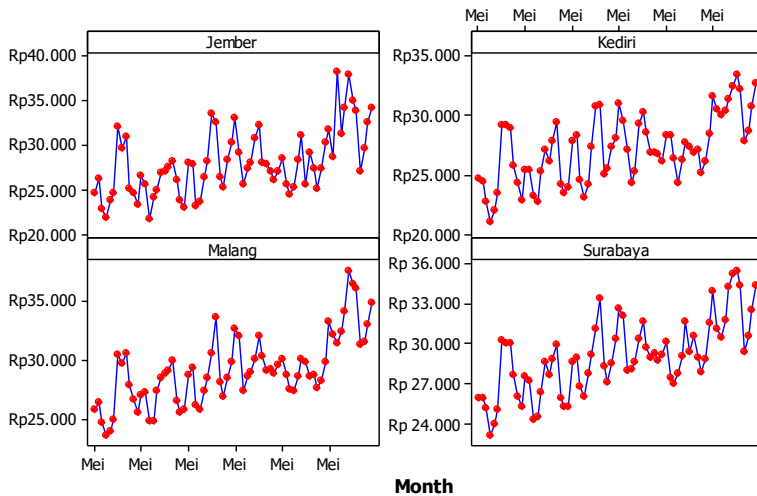 Mei Mei Mei Mei Mei Mei
Jember
Kediri
Rp40.000
Rp35.000
Rp30.000
Rp25.000
Rp20.000
Rp35.000
Rp30.000
Rp25.000
Rp20.000
Malang
Surabaya
Rp35.000
Rp30.000
Rp25.000
Rp 36.000
Rp 33.000
Rp 30.000
Rp 27.000
Rp 24.000
Mei Mei Mei Mei Mei Mei
Month